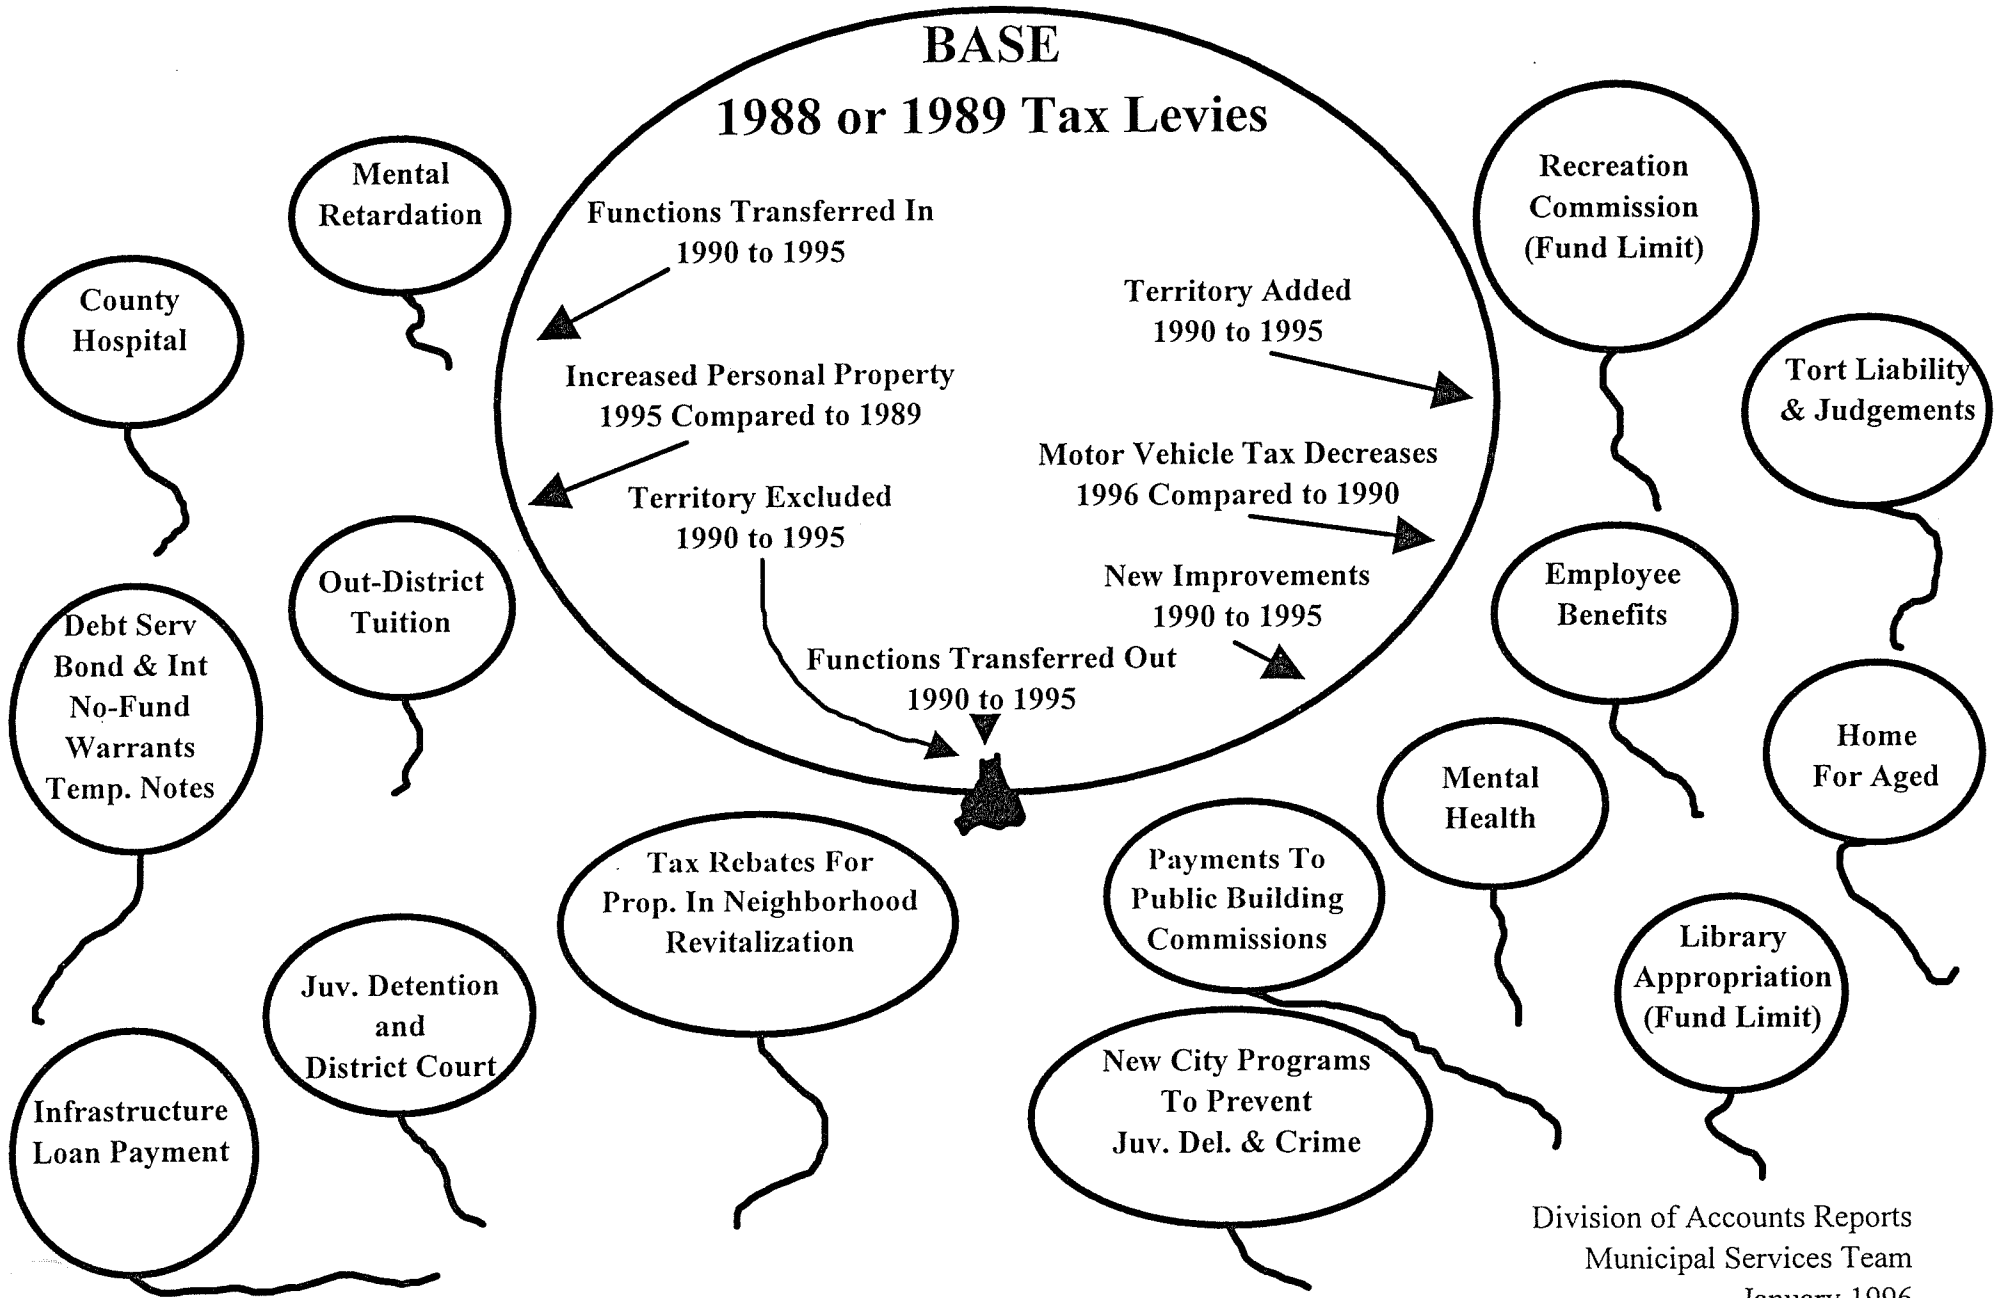 BASE
1988 or 1989 Tax Levies
Functions Transferred In
1990 to 1995
Territory Added
1990 to 1995
Increased Personal Property
1995 Compared to 1989
Motor Vehicle Tax Decreases
1996 Compared to 1990
Territory Excluded
1990 to 1995
New Improvements
1990 to 1995
Functions Transferred Out
1990 to 1995
Mental
Retardation
County
Hospital
Out-District
Tuition
Debt Serv
Bond & Int
No-Fund
Warrants
Temp. Notes
Juv. Detention
and
District Court
Infrastructure
Loan Payment
Tax Rebates For
Prop. In Neighborhood
Revitalization
Recreation
Commission
(Fund Limit)
Tort Liability
& Judgements
Employee
Benefits
Home
For Aged
Mental
Health
Payments To
Public Building
Commissions
Library
Appropriation
(Fund Limit)
New City Programs
To Prevent
Juv. Del. & Crime
Division of Accounts Reports
Municipal Services Team
January 1996